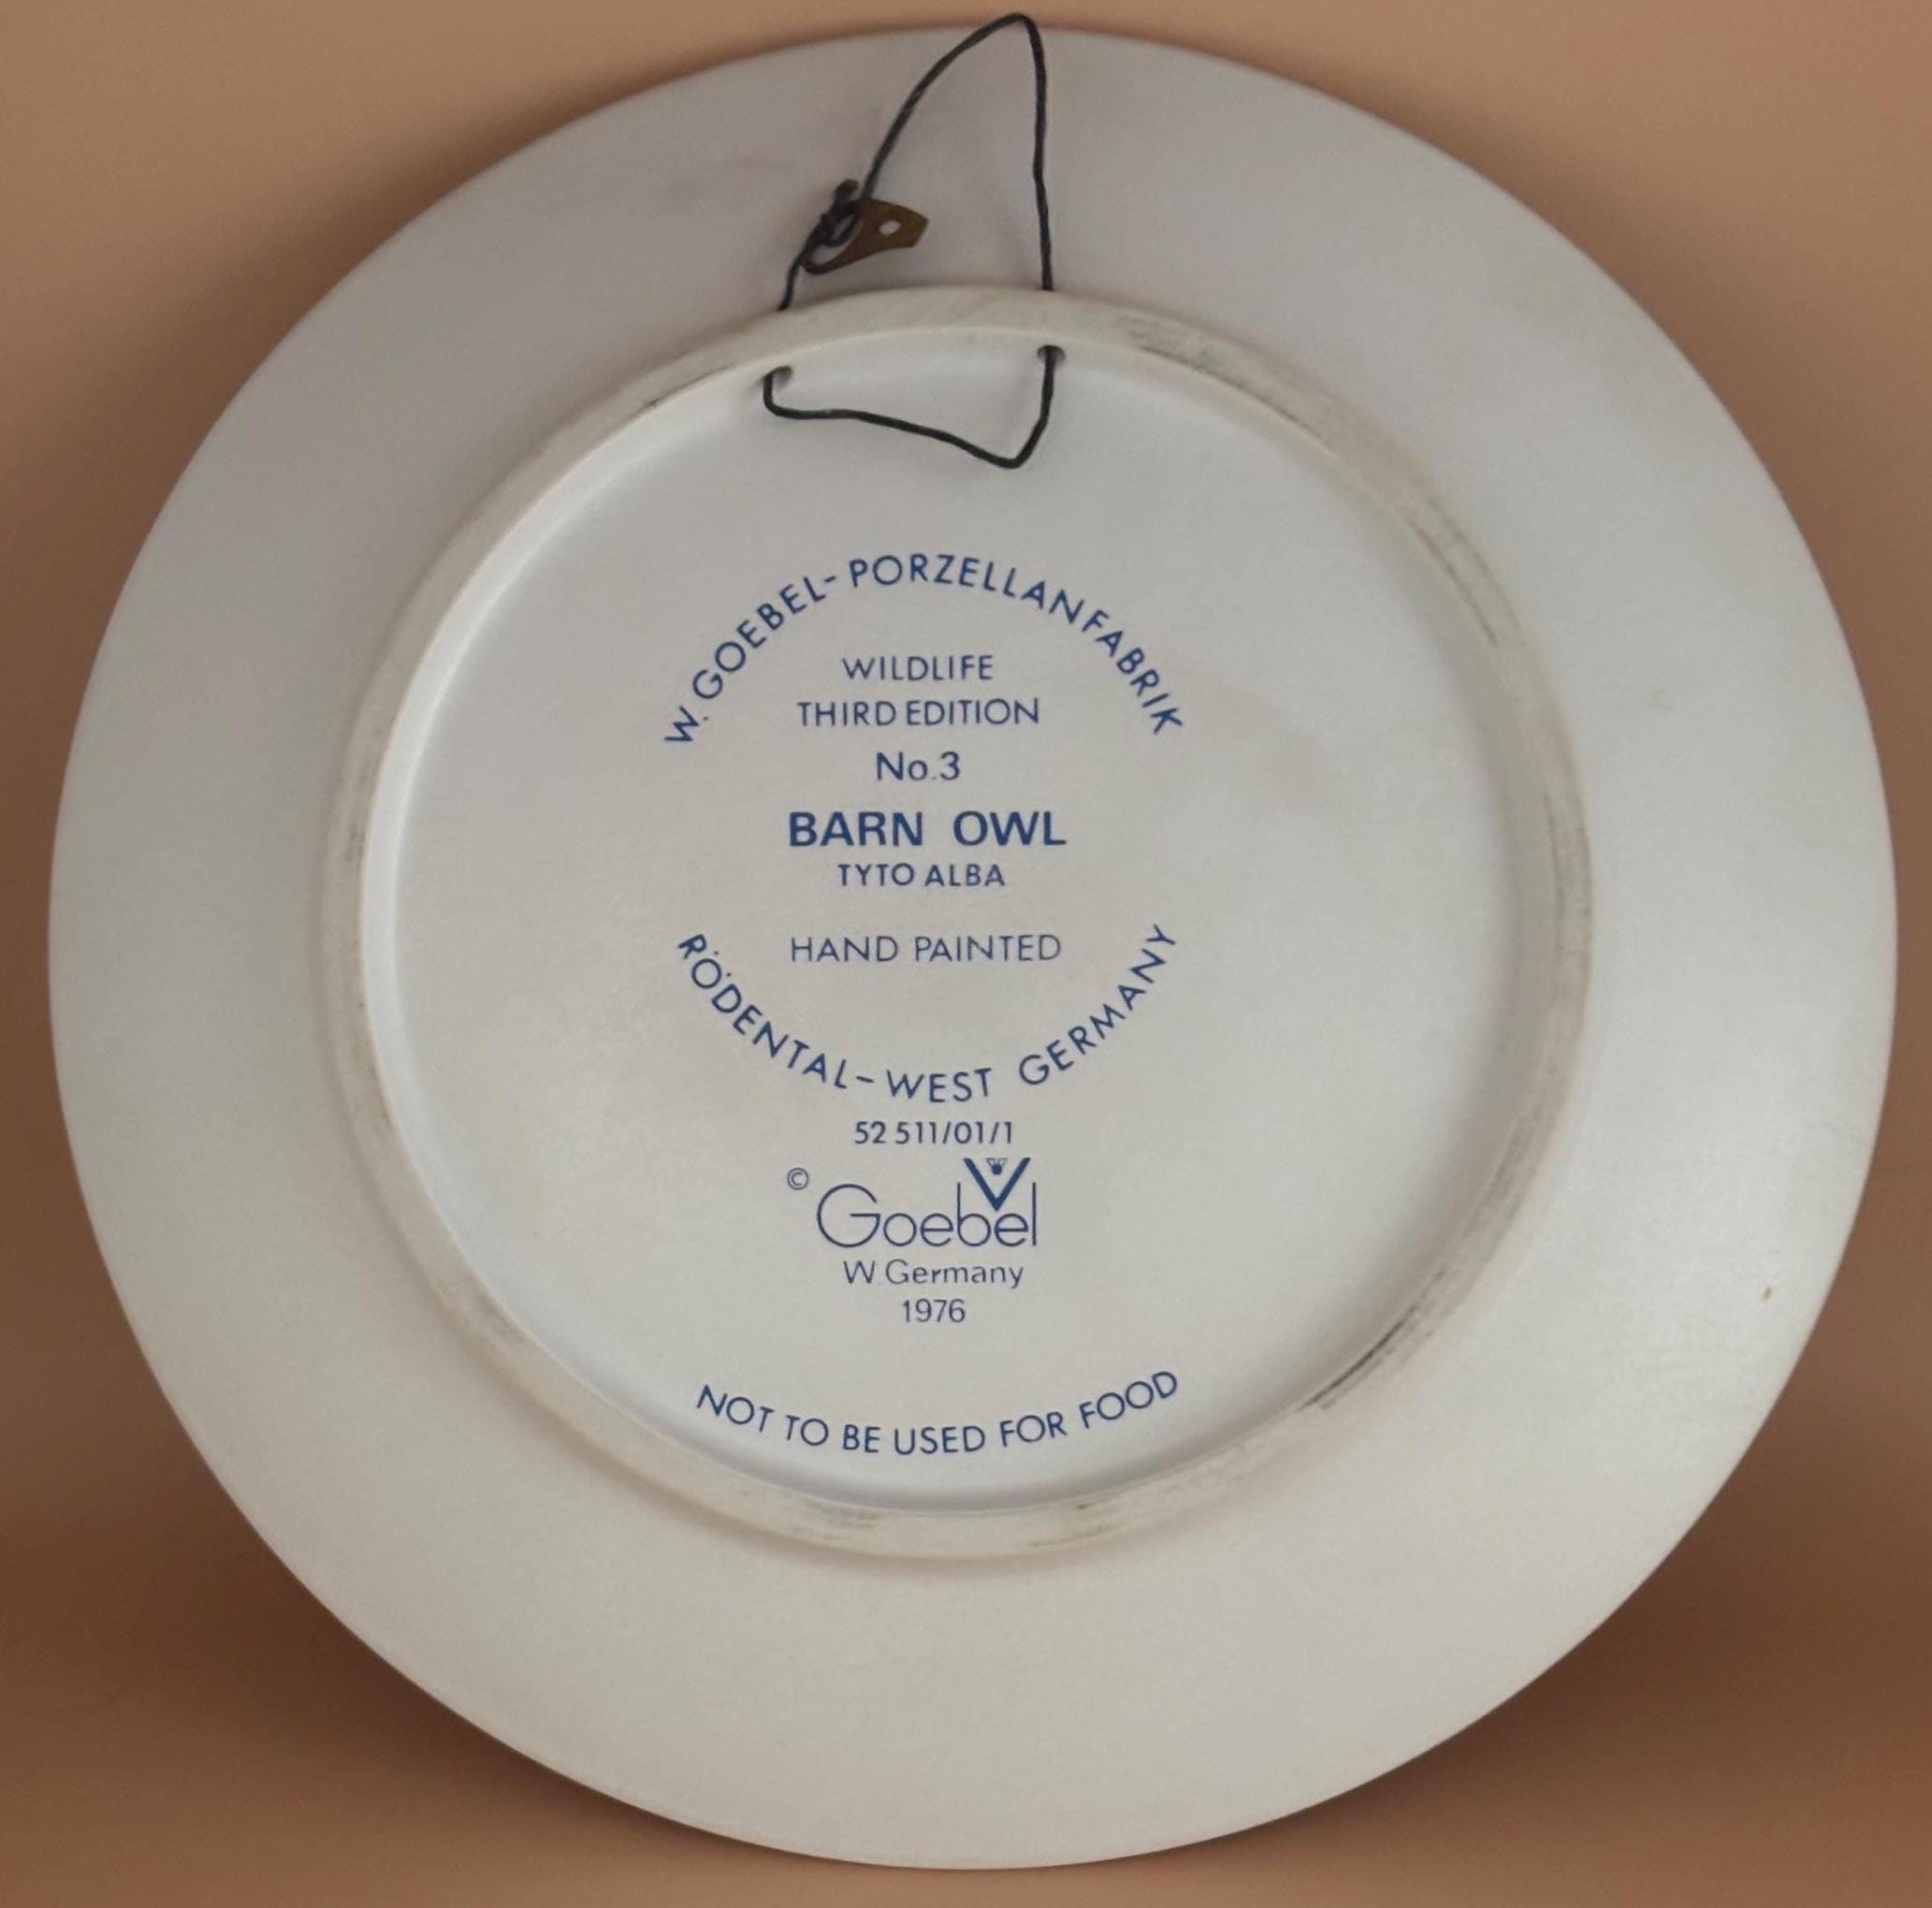 W. GOEBEL-PORZELLANFABRIK
WILDLIFE
THIRD EDITION
No.3
BARN OWL
TYTO ALBA
HAND PAINTED
RÖDENTAL-WEST GERMANY
52 511/01/1
© Goebel
W. Germany
1976
NOT TO BE USED FOR FOOD